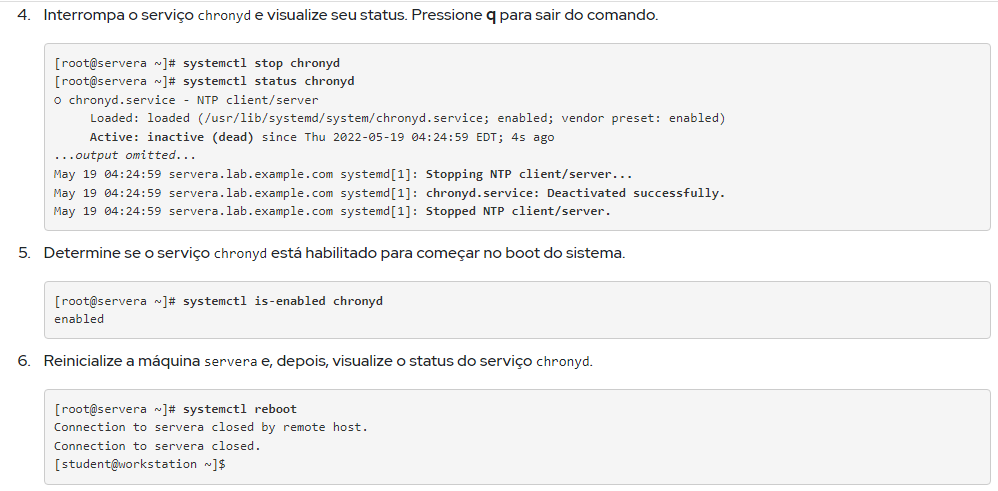 4. Interrompa o serviço chronyd e visualize seu status. Pressione q para sair do comando.
[root@servera ~]# systemctl stop chronyd
[root@servera ~]# systemctl status chronyd
○ chronyd.service - NTP client/server
     Loaded: loaded (/usr/lib/systemd/system/chronyd.service; enabled; vendor preset: enabled)
     Active: inactive (dead) since Thu 2022-05-19 04:24:59 EDT; 4s ago
...output omitted...
May 19 04:24:59 servera.lab.example.com systemd[1]: Stopping NTP client/server...
May 19 04:24:59 servera.lab.example.com systemd[1]: chronyd.service: Deactivated successfully.
May 19 04:24:59 servera.lab.example.com systemd[1]: Stopped NTP client/server.
5. Determine se o serviço chronyd está habilitado para começar no boot do sistema.
[root@servera ~]# systemctl is-enabled chronyd
enabled
6. Reinicialize a máquina servera e, depois, visualize o status do serviço chronyd.
[root@servera ~]# systemctl reboot
Connection to servera closed by remote host.
Connection to servera closed.
[student@workstation ~]$